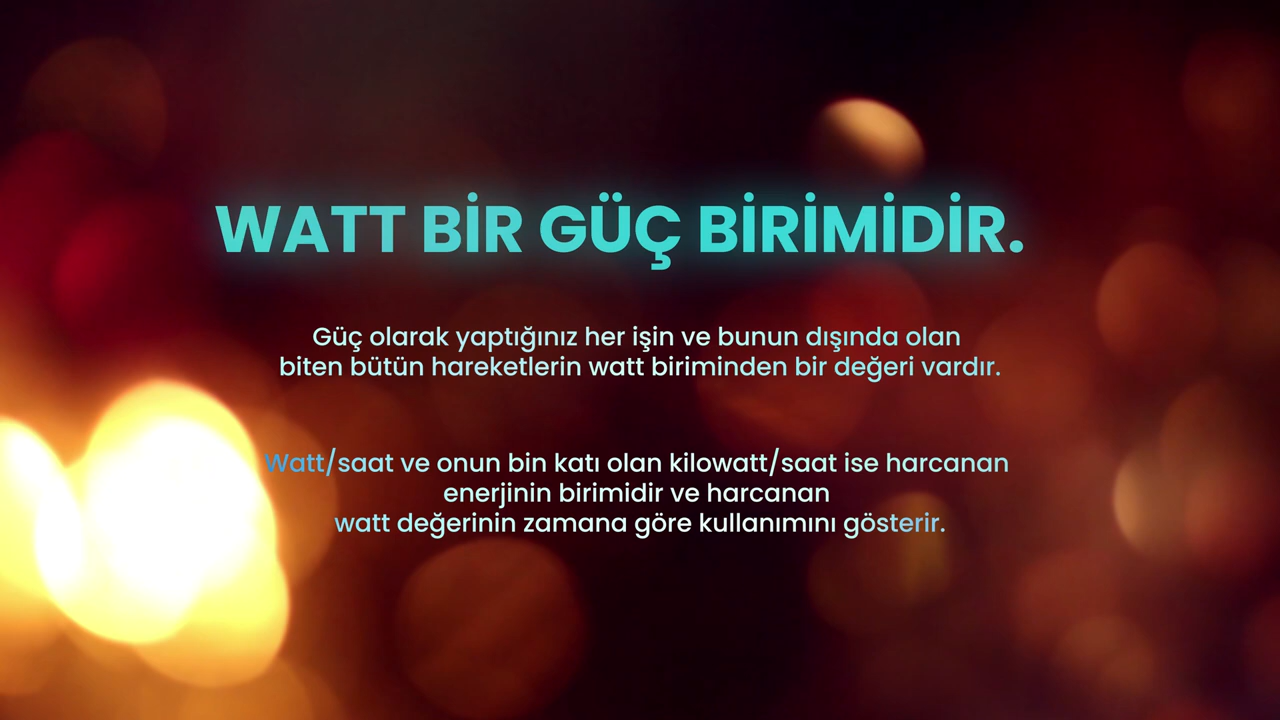 WATT BİR GÜÇ BİRİMİDİR.
Güç olarak yaptığınız her işin ve bunun dışında olan
biten bütün hareketlerin watt biriminden bir değeri vardır.
Watt/saat ve onun bin katı olan kilowatt/saat ise harcanan
enerjinin birimidir ve harcanan
watt değerinin zamana göre kullanımını gösterir.